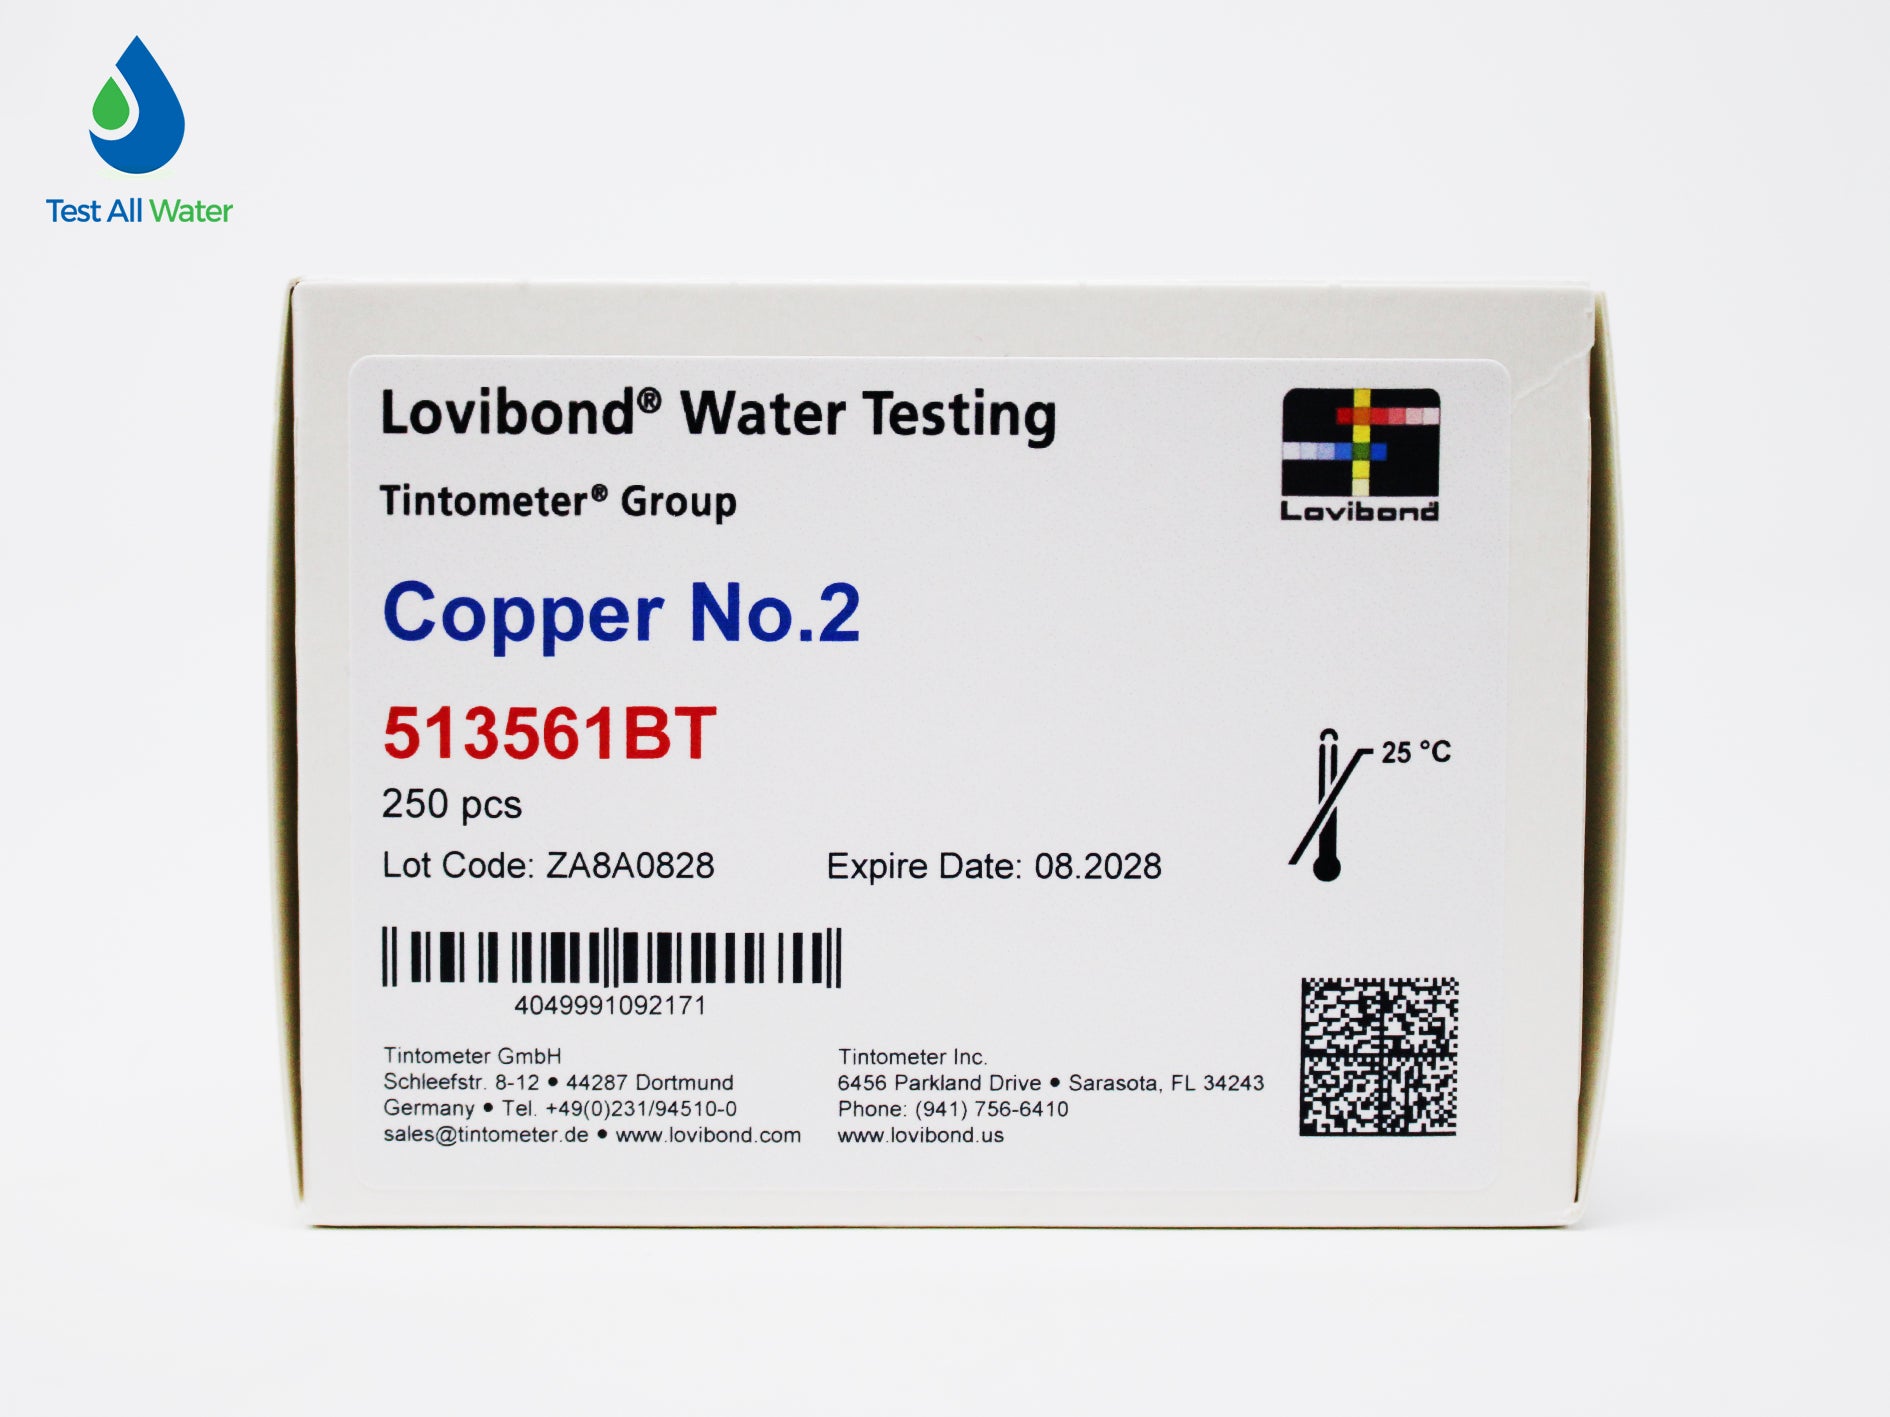 Test All Water
Lovibond® Water Testing
Tintometer® Group
Lovibond
Copper No.2
513561BT
25 °C
250 pcs
Lot Code: ZA8A0828
Expire Date: 08.2028
4049991092171
Tintometer GmbH
Schleefstr. 8-12 ● 44287 Dortmund
Germany ● Tel. +49(0)231/94510-0
sales@tintometer.de ● www.lovibond.com
Tintometer Inc.
6456 Parkland Drive ● Sarasota, FL 34243
Phone: (941) 756-6410
www.lovibond.us